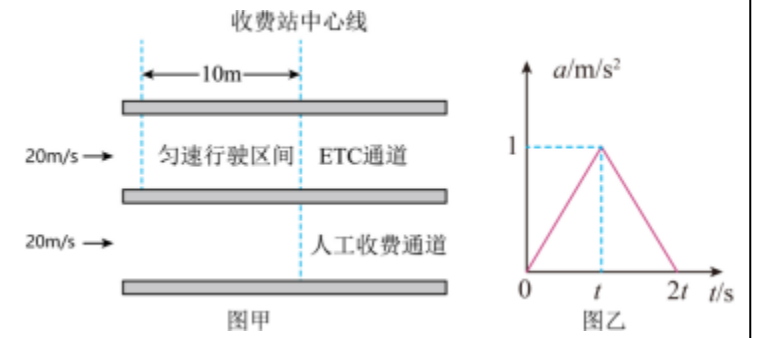 收费站中心线
10m
20m/s
匀速行驶区间
ETC通道
20m/s
人工收费通道
图甲
a/m/s²
1
0
t
2t
t/s
图乙